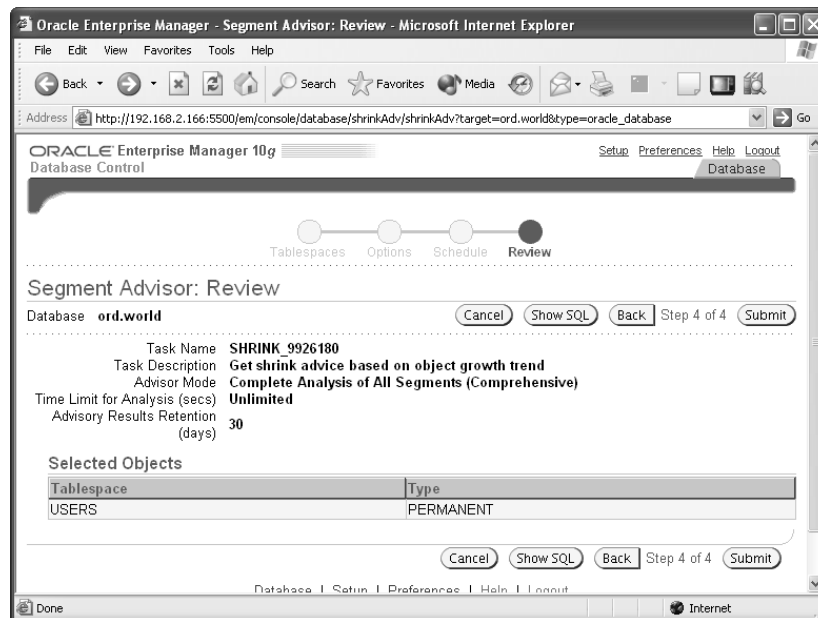 Oracle Enterprise Manager - Segment Advisor: Review - Microsoft Internet Explorer
File Edit View Favorites Tools Help
Back Search Favorites Media
Address http://192.168.2.166:5500/em/console/database/shrinkAdv/shrinkAdv?target=ord.world&type=oracle_database Go
ORACLE Enterprise Manager 10g Setup Preferences Help Logout
Database Control Database
Tablespaces Options Schedule Review
Segment Advisor: Review
Database ord.world Cancel Show SQL Back Step 4 of 4 Submit
Task Name SHRINK_9926180
Task Description Get shrink advice based on object growth trend
Advisor Mode Complete Analysis of All Segments (Comprehensive)
Time Limit for Analysis (secs) Unlimited
Advisory Results Retention (days) 30
Selected Objects
Tablespace Type
USERS PERMANENT
Cancel Show SQL Back Step 4 of 4 Submit
Database | Setup | Preferences | Help | Logout
Done Internet